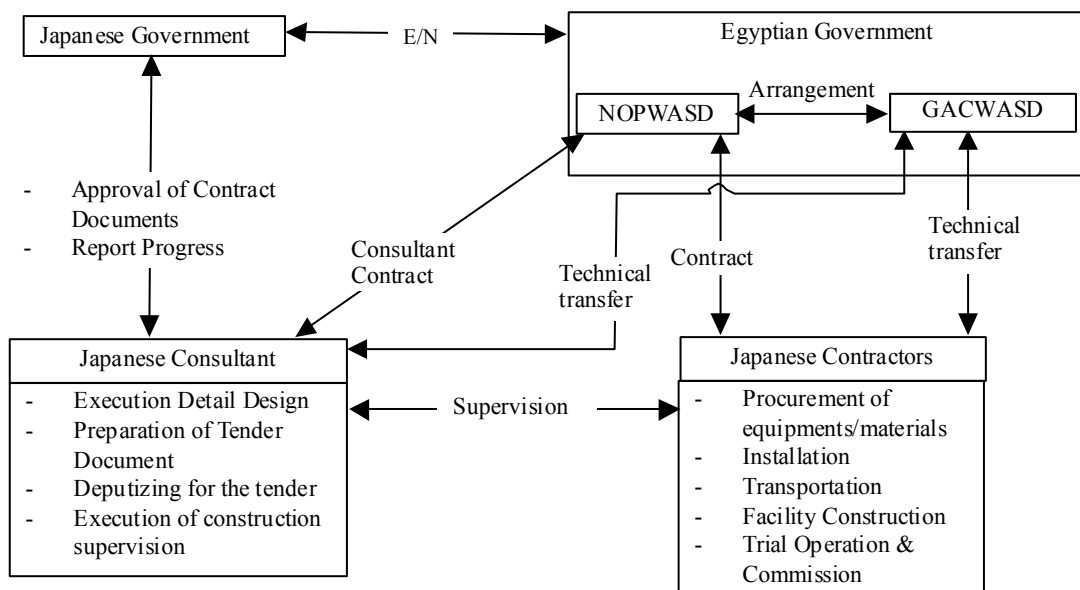 Japanese Government
E/N
Egyptian Government
NOPWASD
Arrangement
GACWASD
- Approval of Contract
Documents
- Report Progress
Consultant
Contract
Technical
transfer
Contract
Technical
transfer
Japanese Consultant
- Execution Detail Design
- Preparation of Tender
Document
- Deputizing for the tender
- Execution of construction
supervision
Supervision
Japanese Contractors
- Procurement of
equipments/materials
- Installation
- Transportation
- Facility Construction
- Trial Operation &
Commission